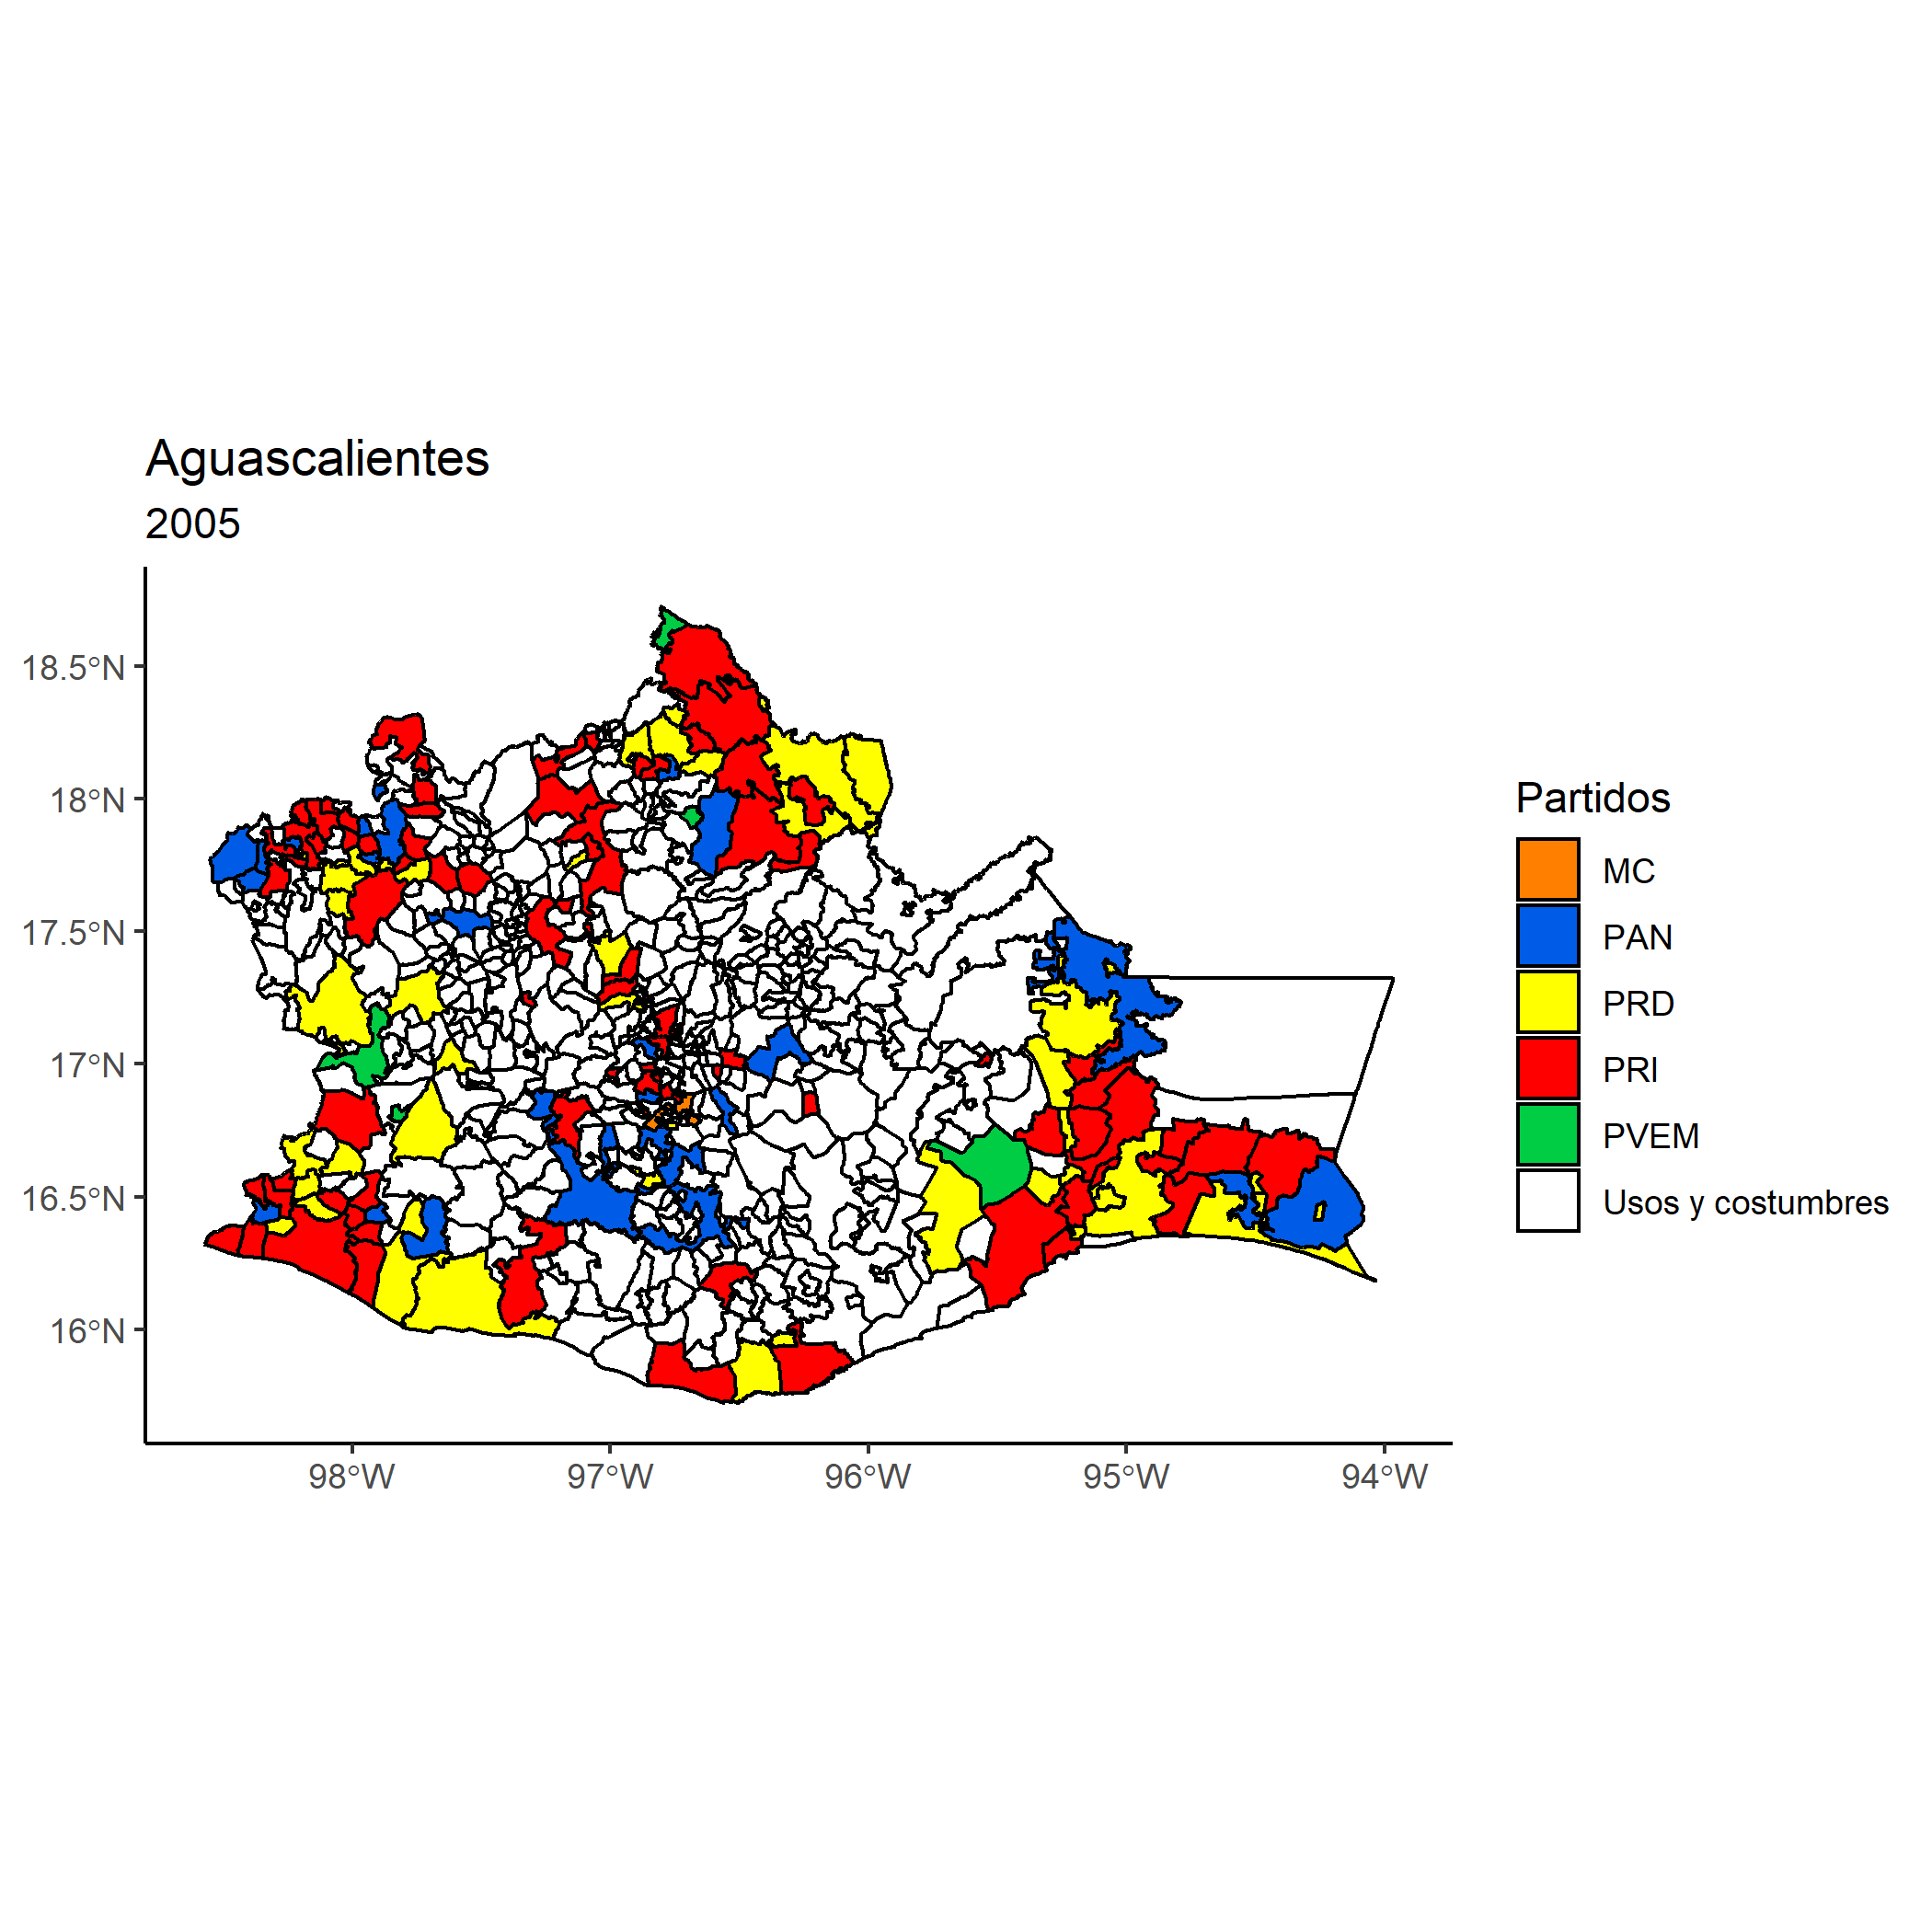 Aguascalientes
2005
18.5°N
18°N
17.5°N
17°N
16.5°N
16°N
98°W
97°W
96°W
95°W
94°W
Partidos
MC
PAN
PRD
PRI
PVEM
Usos y costumbres